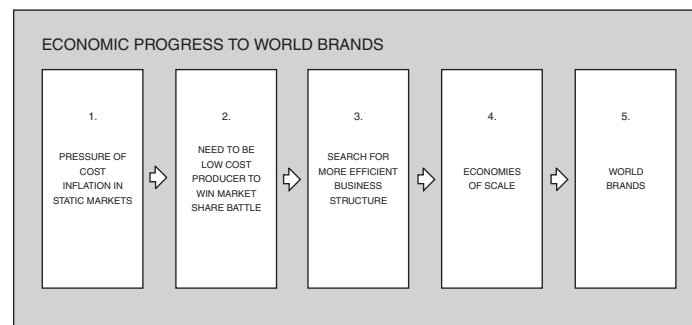 ECONOMIC PROGRESS TO WORLD BRANDS
1.
PRESSURE OF
COST
INFLATION IN
STATIC MARKETS
2.
NEED TO BE
LOW COST
PRODUCER TO
WIN MARKET
SHARE BATTLE
3.
SEARCH FOR
MORE EFFICIENT
BUSINESS
STRUCTURE
4.
ECONOMIES
OF SCALE
5.
WORLD
BRANDS